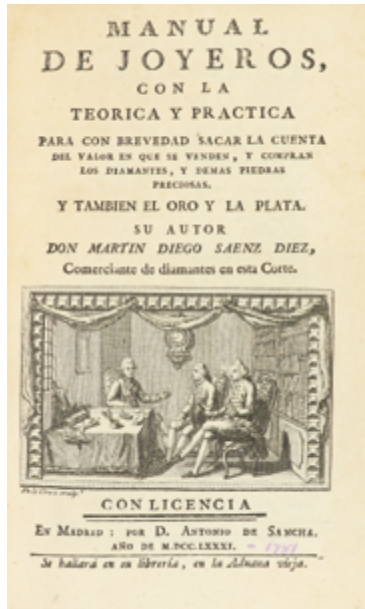 MANUAL
DE JOYEROS,
CON LA
TEORICA Y PRACTICA
PARA CON BREVEDAD SACAR LA CUENTA
DEL VALOR EN QUE SE VENDEN, Y COMPRAN
LOS DIAMANTES, Y DEMAS PIEDRAS
PRECIOSAS.
Y TAMBIEN EL ORO Y LA PLATA.
SU AUTOR
DON MARTIN DIEGO SAENZ DIEZ,
Comerciante de diamantes en esta Corte.
CON LICENCIA
EN MADRID: POR D. ANTONIO DE SANCHA.
AÑO DE M.DCC.LXXXI.
Se hallará en su librería, en la Aduana vieja.